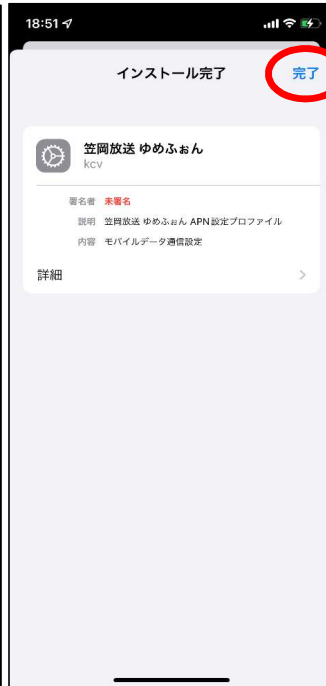 18:51
インストール完了
完了
笠岡放送 ゆめふぉん
kcv
署名者 未署名
説明 笠岡放送 ゆめふぉん APN設定プロファイル
内容 モバイルデータ通信設定
詳細